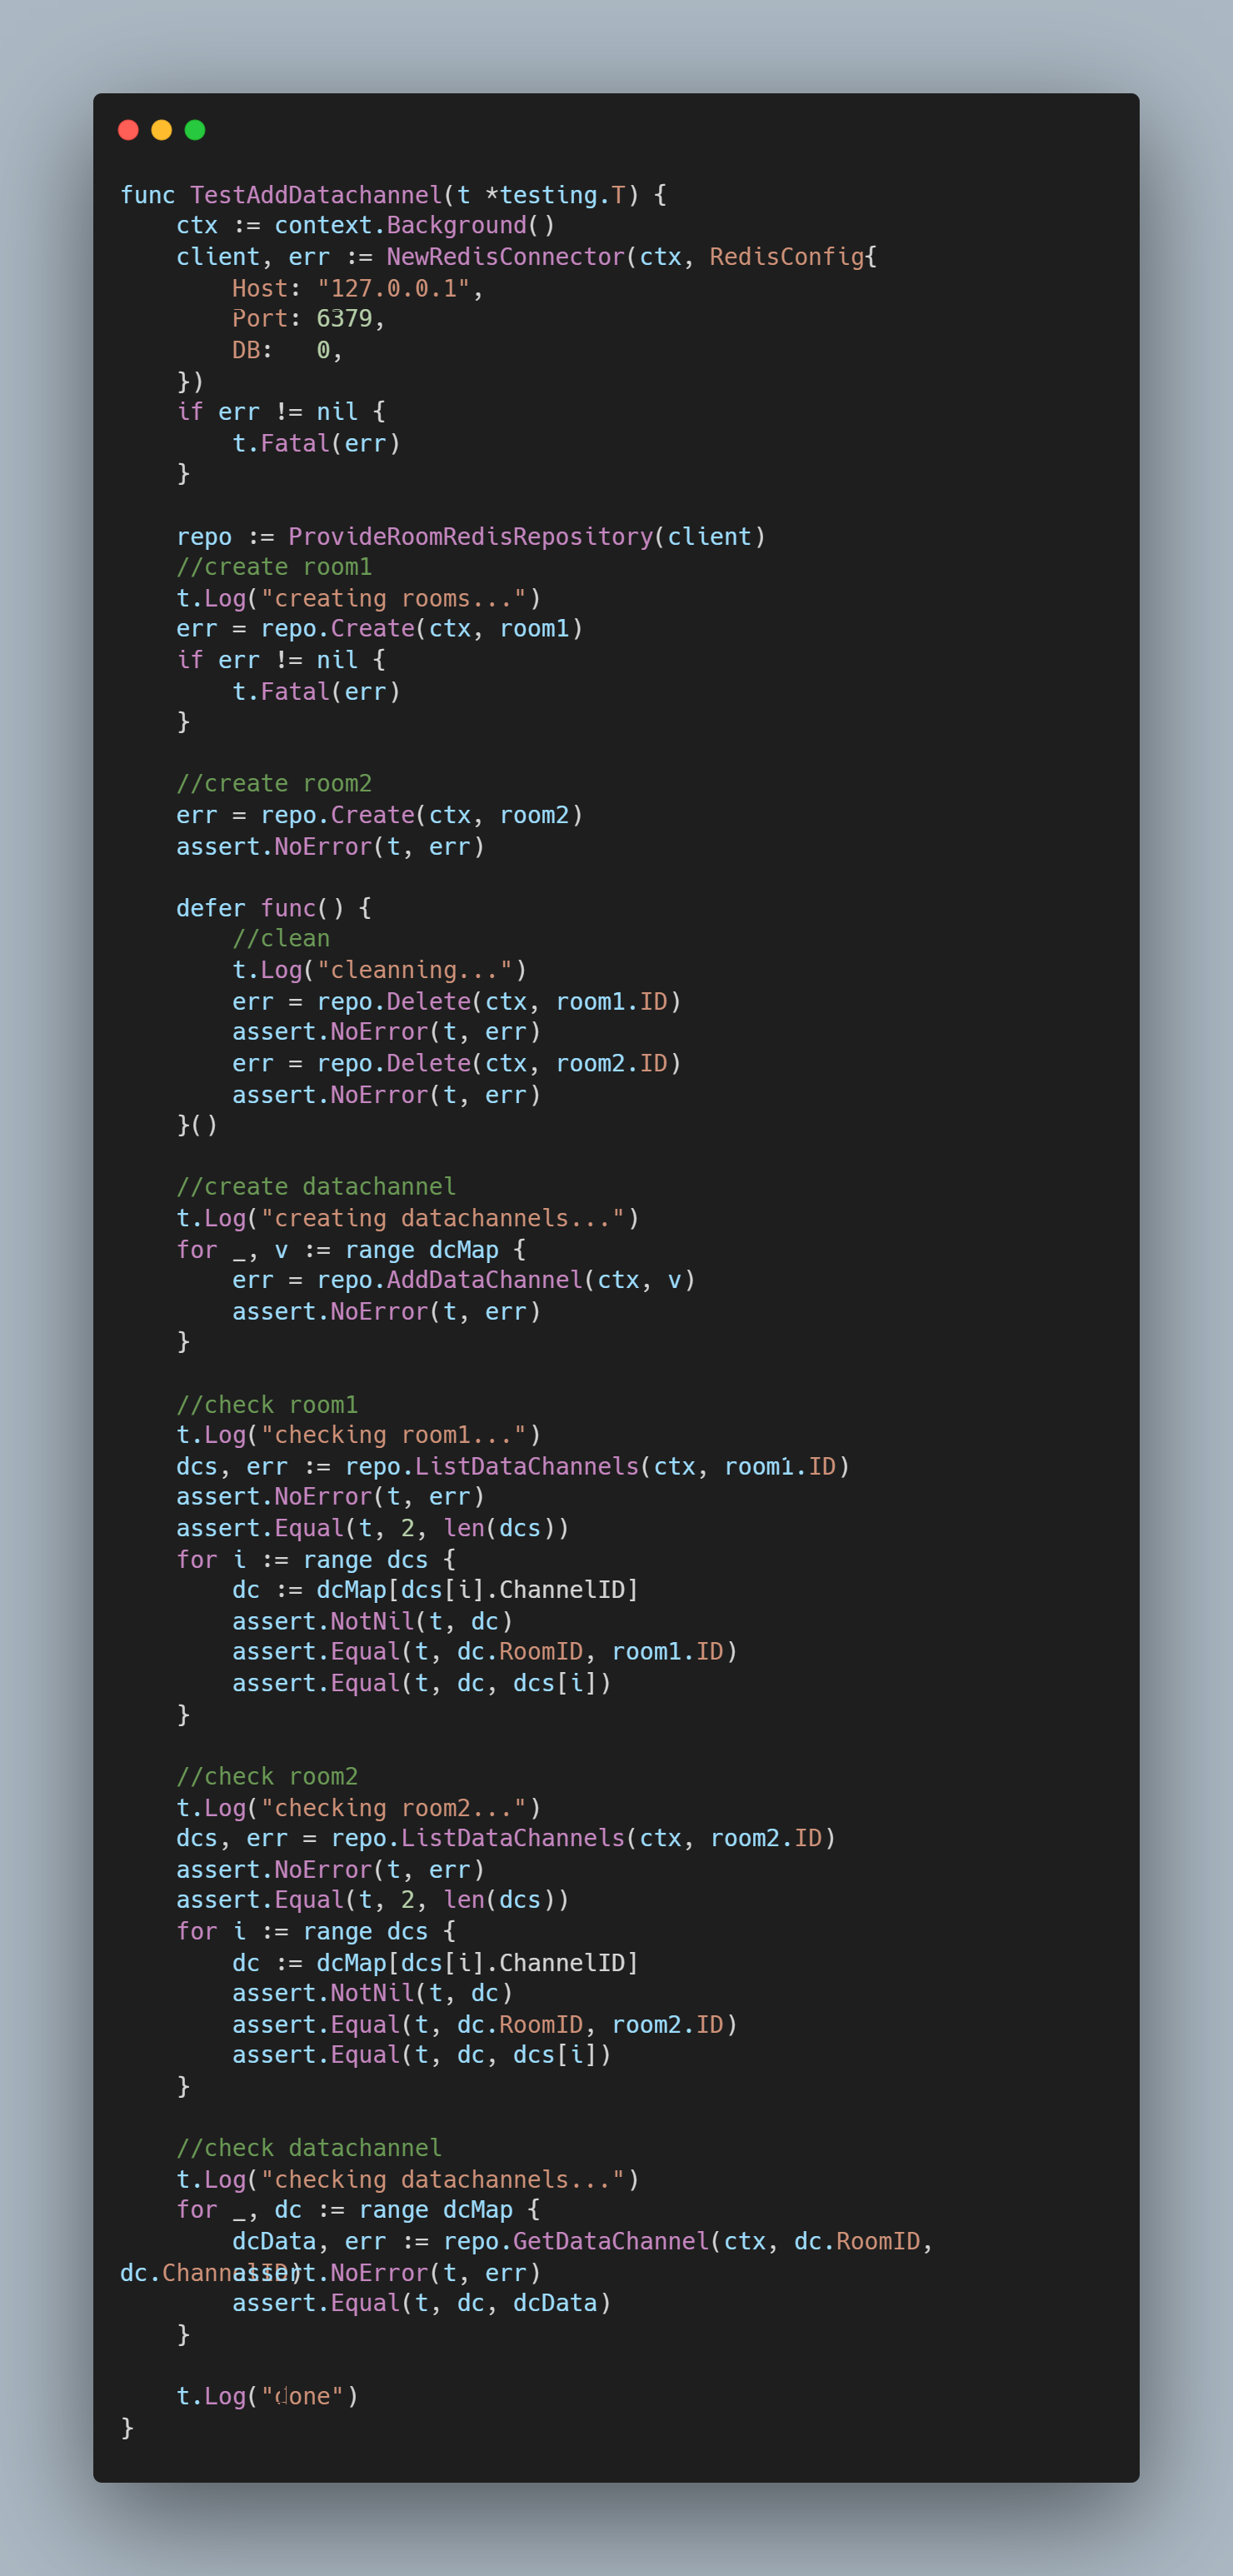 func TestAddDatachannel(t *testing.T) {
    ctx := context.Background()
    client, err := NewRedisConnector(ctx, RedisConfig{
        Host: "127.0.0.1",
        Port: 6379,
        DB:   0,
    })
    if err != nil {
        t.Fatal(err)
    }

    repo := ProvideRoomRedisRepository(client)
    //create room1
    t.Log("creating rooms...")
    err = repo.Create(ctx, room1)
    if err != nil {
        t.Fatal(err)
    }

    //create room2
    err = repo.Create(ctx, room2)
    assert.NoError(t, err)

    defer func() {
        //clean
        t.Log("cleanning...")
        err = repo.Delete(ctx, room1.ID)
        assert.NoError(t, err)
        err = repo.Delete(ctx, room2.ID)
        assert.NoError(t, err)
    }()

    //create datachannel
    t.Log("creating datachannels...")
    for _, v := range dcMap {
        err = repo.AddDataChannel(ctx, v)
        assert.NoError(t, err)
    }

    //check room1
    t.Log("checking room1...")
    dcs, err := repo.ListDataChannels(ctx, room1.ID)
    assert.NoError(t, err)
    assert.Equal(t, 2, len(dcs))
    for i := range dcs {
        dc := dcMap[dcs[i].ChannelID]
        assert.NotNil(t, dc)
        assert.Equal(t, dc.RoomID, room1.ID)
        assert.Equal(t, dc, dcs[i])
    }

    //check room2
    t.Log("checking room2...")
    dcs, err = repo.ListDataChannels(ctx, room2.ID)
    assert.NoError(t, err)
    assert.Equal(t, 2, len(dcs))
    for i := range dcs {
        dc := dcMap[dcs[i].ChannelID]
        assert.NotNil(t, dc)
        assert.Equal(t, dc.RoomID, room2.ID)
        assert.Equal(t, dc, dcs[i])
    }

    //check datachannel
    t.Log("checking datachannels...")
    for _, dc := range dcMap {
        dcData, err := repo.GetDataChannel(ctx, dc.RoomID,
dc.ChannelID)
        assert.NoError(t, err)
        assert.Equal(t, dc, dcData)
    }

    t.Log("done")
}